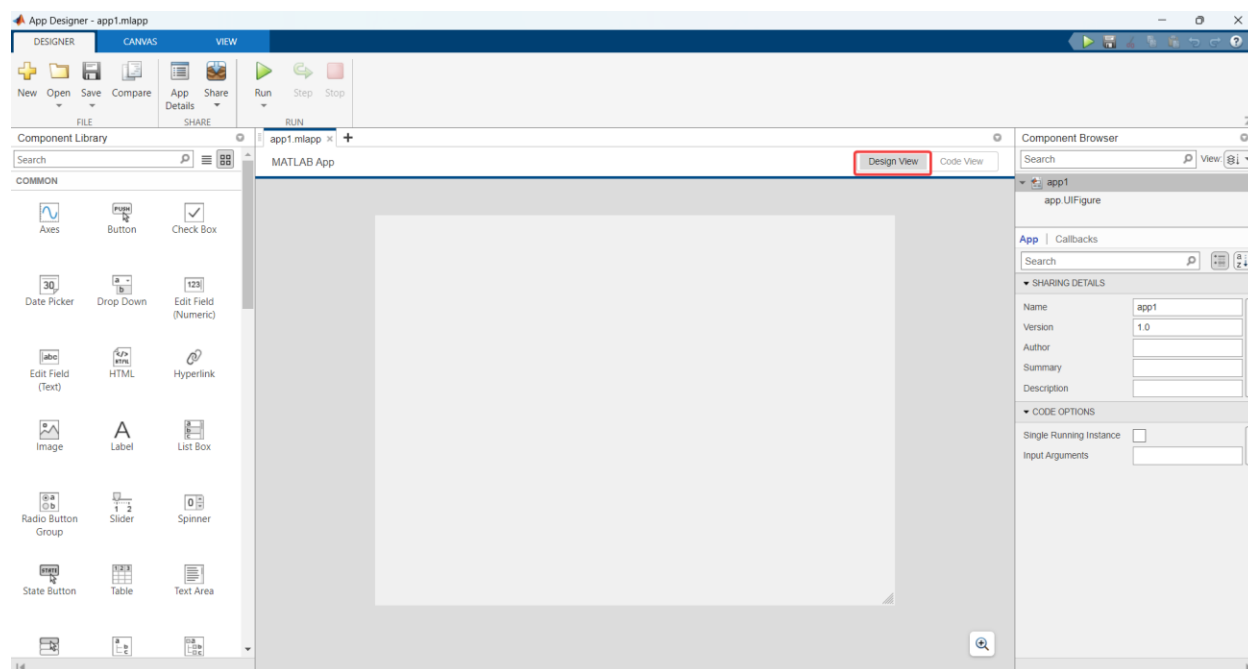 App Designer - app1.mlapp
DESIGNER CANVAS VIEW
New Open Save Compare App Details Share Run Step Stop
FILE SHARE RUN
Component Library
Search
COMMON
Axes Button Check Box
30 Date Picker Drop Down Edit Field (Numeric)
Edit Field (Text) HTML Hyperlink
Image Label List Box
Radio Button Group Slider Spinner
State Button Table Text Area
app1.mlapp × +
MATLAB App
Design View Code View
Component Browser
Search View:
app1
app.UIFigure
App | Callbacks
Search
SHARING DETAILS
Name app1
Version 1.0
Author
Summary
Description
CODE OPTIONS
Single Running Instance
Input Arguments